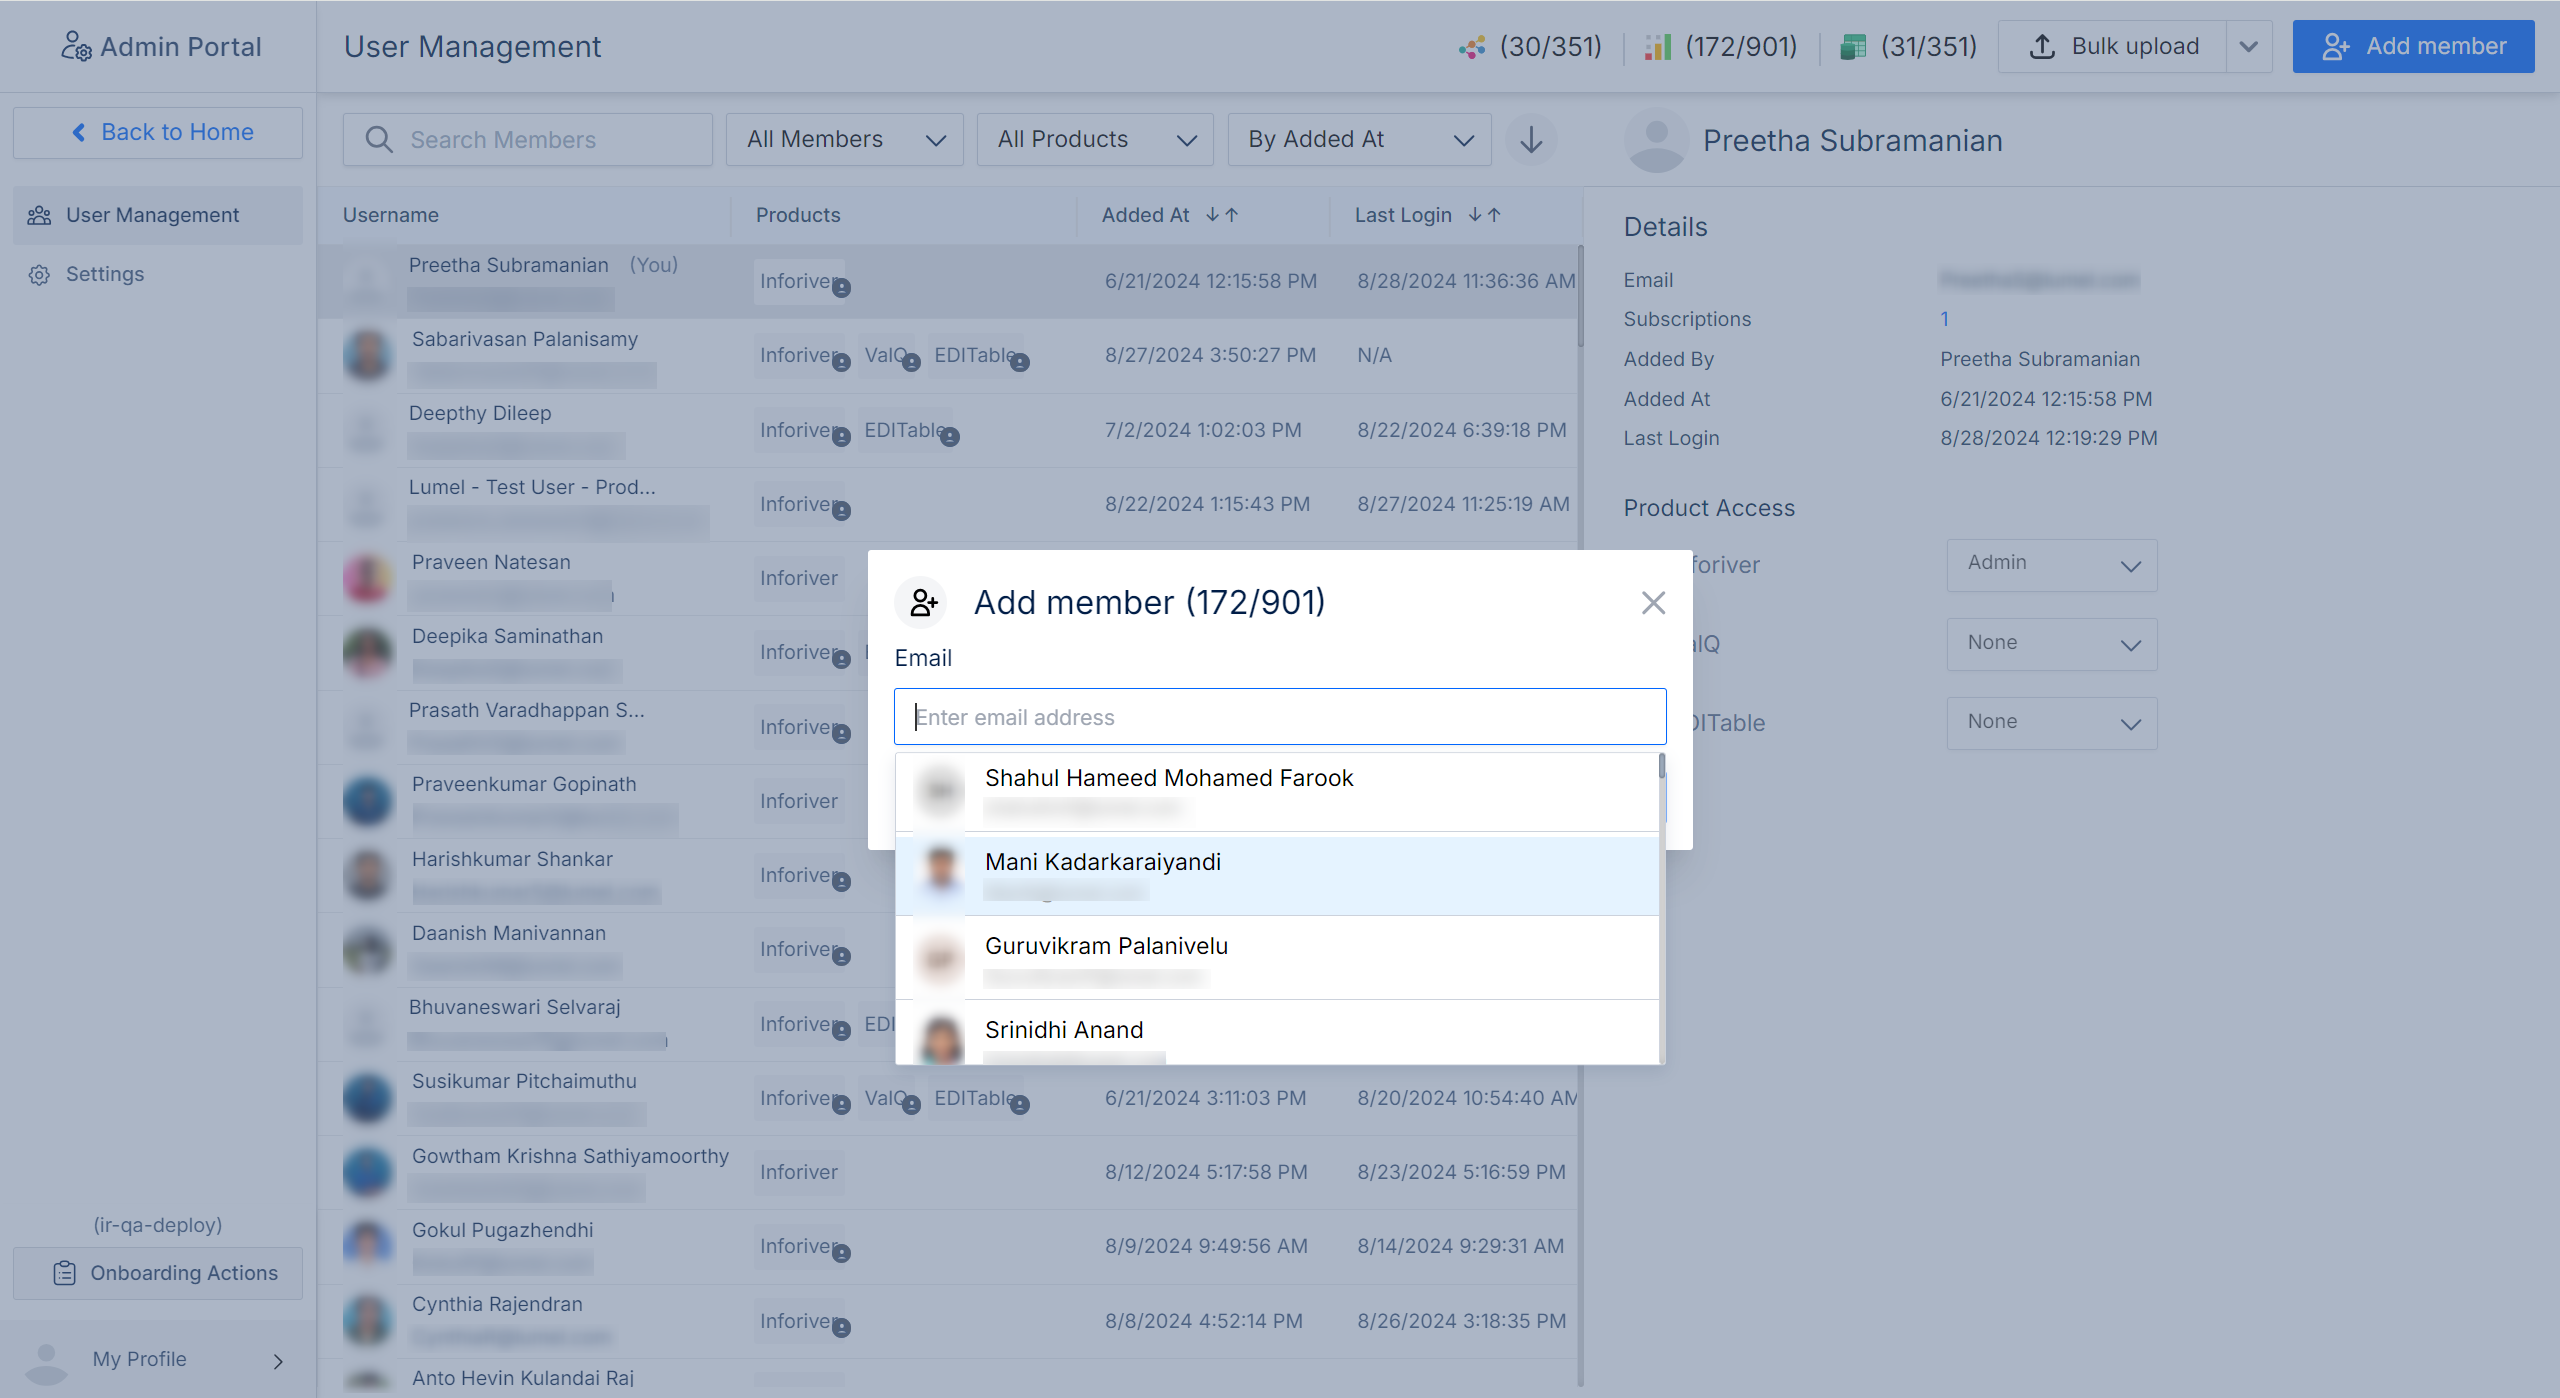 Admin Portal
User Management
(30/351)
(172/901)
(31/351)
Bulk upload
Add member
Back to Home
User Management
Settings
Search Members
All Members
All Products
By Added At
Username Products Added At Last Login
Preetha Subramanian (You)
Inforiver 6/21/2024 12:15:58 PM 8/28/2024 11:36:36 AM
Sabarivasan Palanisamy
Inforiver ValQ EDITable 8/27/2024 3:50:27 PM N/A
Deepthy Dileep
Inforiver EDITable 7/2/2024 1:02:03 PM 8/22/2024 6:39:18 PM
Lumel - Test User - Prod...
Inforiver 8/22/2024 1:15:43 PM 8/27/2024 11:25:19 AM
Praveen Natesan
Inforiver
Deepika Saminathan
Inforiver
Prasath Varadhappan S...
Inforiver
Praveenkumar Gopinath
Inforiver
Harishkumar Shankar
Inforiver
Daanish Manivannan
Inforiver
Bhuvaneswari Selvaraj
Inforiver EDI
Susikumar Pitchaimuthu
Inforiver ValQ EDITable 6/21/2024 3:11:03 PM 8/20/2024 10:54:40 AM
Gowtham Krishna Sathiyamoorthy
Inforiver 8/12/2024 5:17:58 PM 8/23/2024 5:16:59 PM
Gokul Pugazhendhi
Inforiver 8/9/2024 9:49:56 AM 8/14/2024 9:29:31 AM
Cynthia Rajendran
Inforiver 8/8/2024 4:52:14 PM 8/26/2024 3:18:35 PM
Anto Hevin Kulandai Raj
(ir-qa-deploy)
Onboarding Actions
My Profile
Preetha Subramanian
Details
Email
Subscriptions 1
Added By Preetha Subramanian
Added At 6/21/2024 12:15:58 PM
Last Login 8/28/2024 12:19:29 PM
Product Access
foriver Admin
lQ None
DITable None
Add member (172/901)
Email
Enter email address
Shahul Hameed Mohamed Farook
Mani Kadarkaraiyandi
Guruvikram Palanivelu
Srinidhi Anand